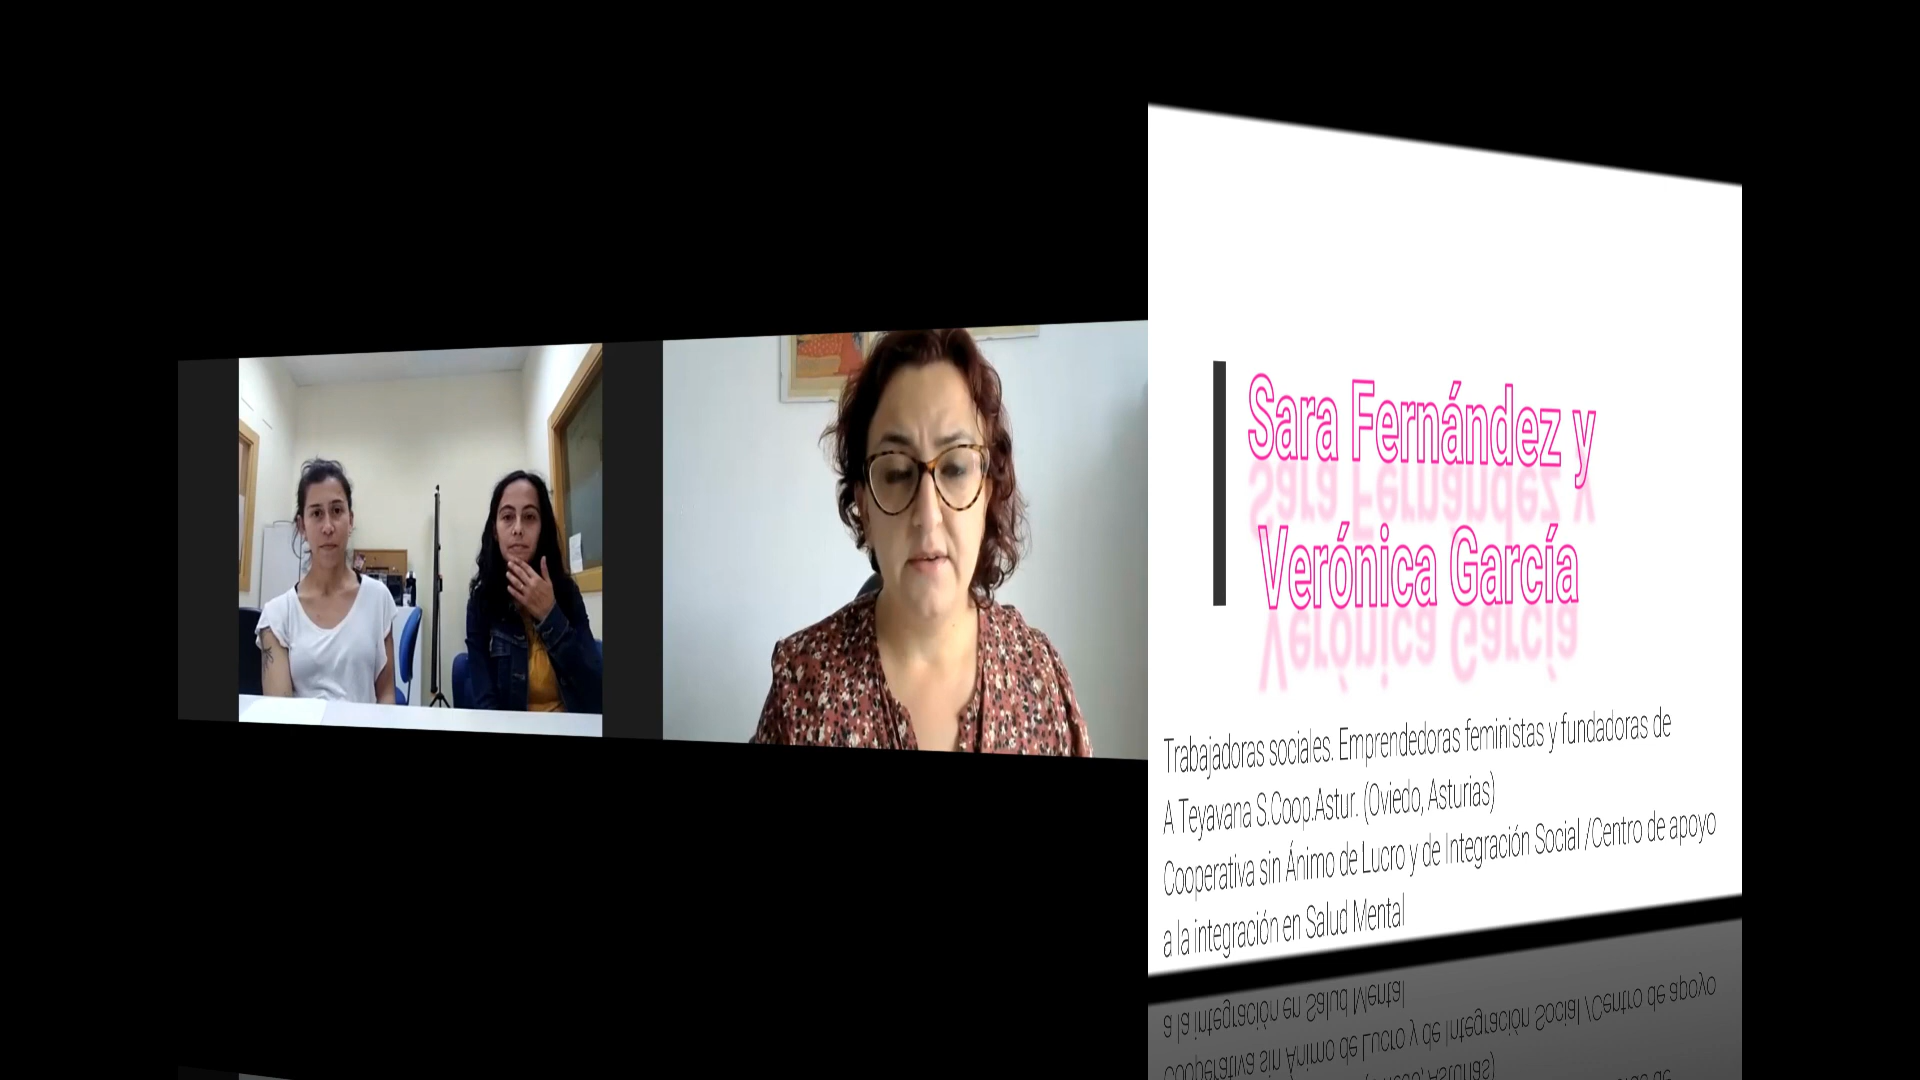 Sara Fernández y
Verónica García
Trabajadoras sociales. Emprendedoras feministas y fundadoras de
A Teyavana S.Coop.Astur. (Oviedo, Asturias)
Cooperativa sin Ánimo de Lucro y de Integración Social /Centro de apoyo
a la integración en Salud Mental